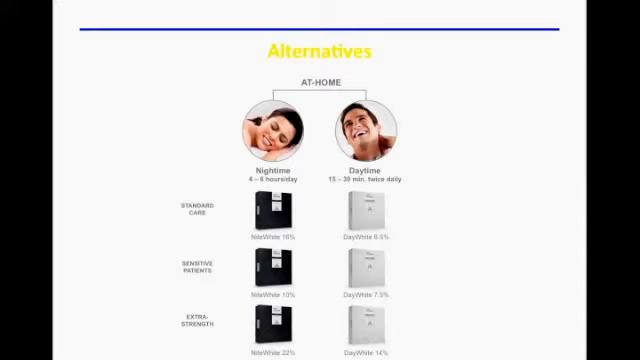 Alternatives
AT-HOME
Nightime
4 – 6 hours/day
Daytime
15 – 30 min. twice daily
STANDARD
CARE
NiteWhite 16%
DayWhite 9.5%
SENSITIVE
PATIENTS
NiteWhite 10%
DayWhite 7.5%
EXTRA-
STRENGTH
NiteWhite 22%
DayWhite 14%